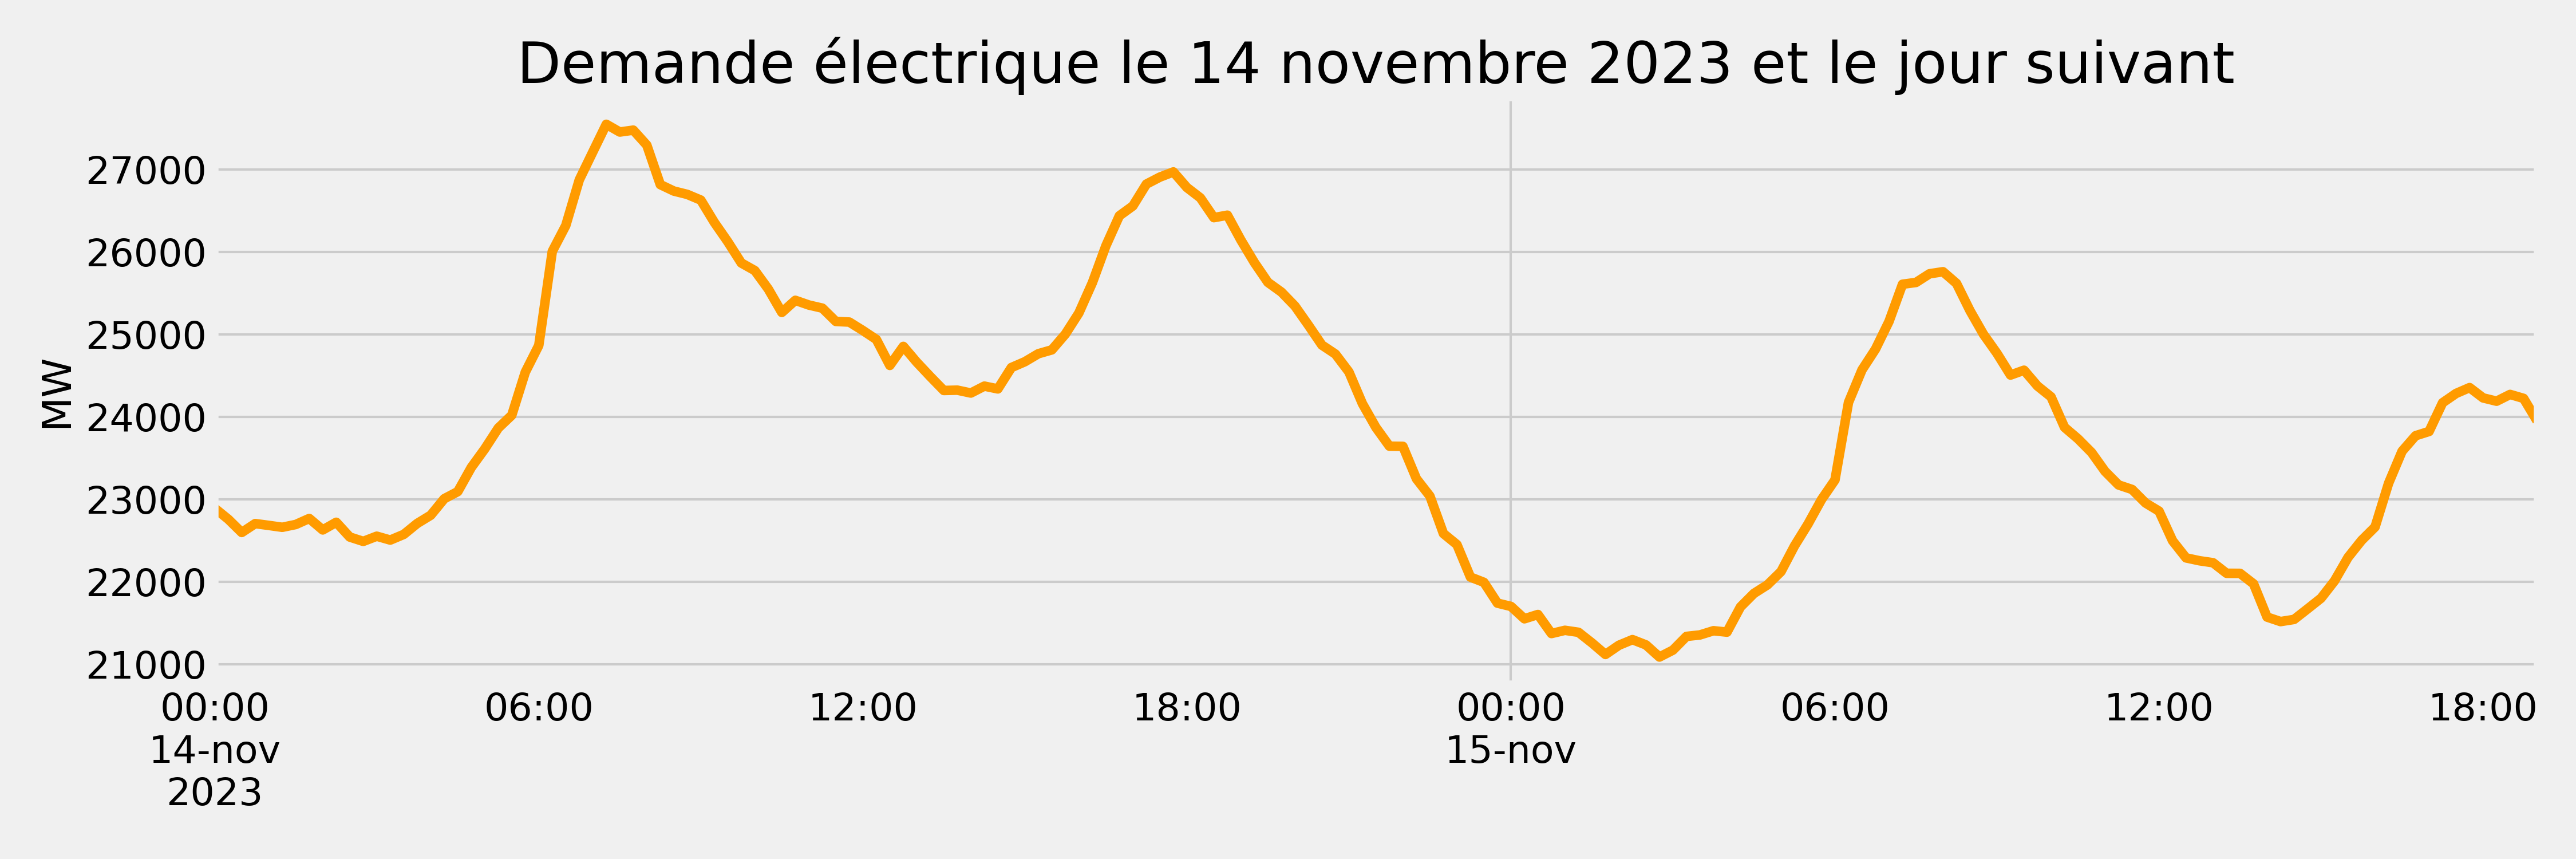 Demande électrique le 14 novembre 2023 et le jour suivant
MW
27000
26000
25000
24000
23000
22000
21000
00:00 06:00 12:00 18:00 00:00 06:00 12:00 18:00
14-nov 15-nov
2023